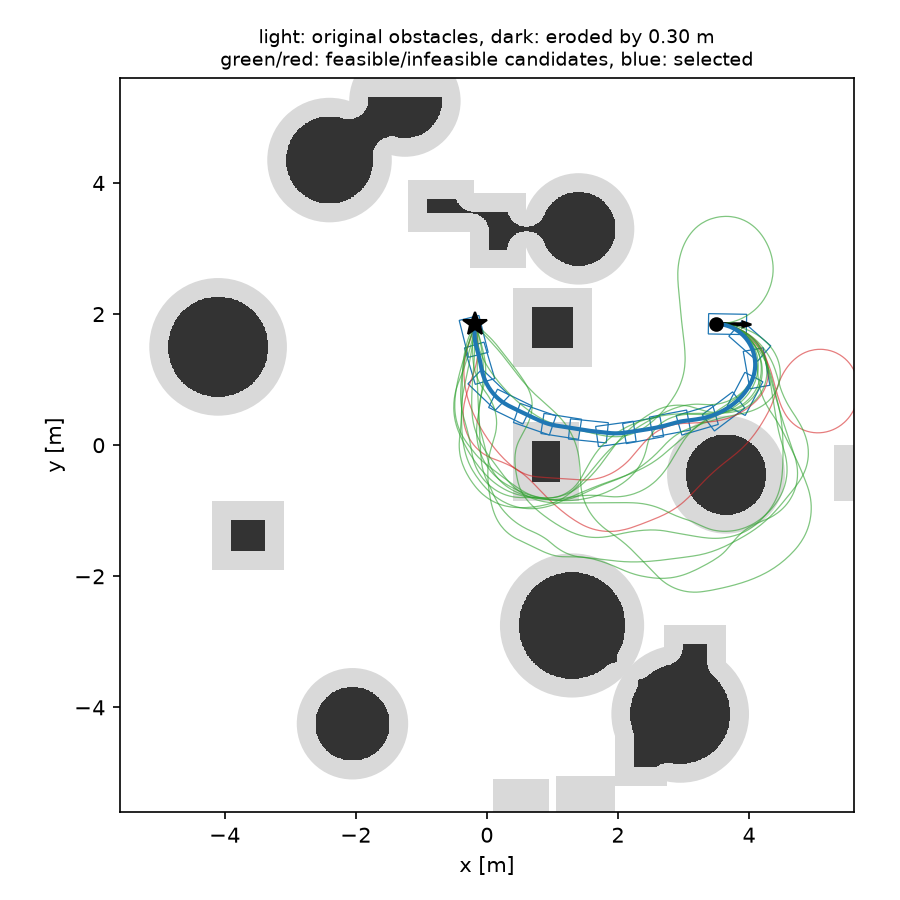 light: original obstacles, dark: eroded by 0.30 m
green/red: feasible/infeasible candidates, blue: selected
4
2
0
−2
−4
y [m]
−4
−2
0
2
4
x [m]